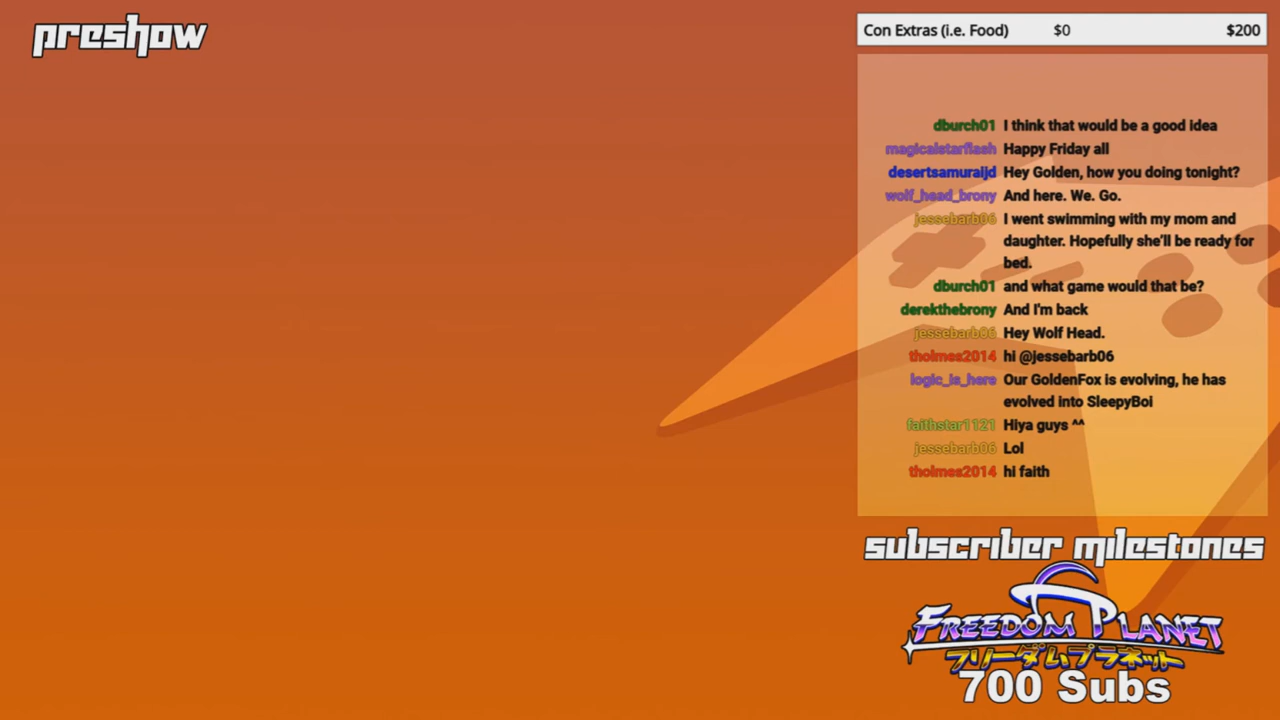 preshow
Con Extras (i.e. Food) $0 $200
dburch01 I think that would be a good idea
magicalstarflash Happy Friday all
desertsamuraijd Hey Golden, how you doing tonight?
wolf_head_brony And here. We. Go.
jessebarb06 I went swimming with my mom and
daughter. Hopefully she'll be ready for
bed.
dburch01 and what game would that be?
derekthebrony And I'm back
jessebarb06 Hey Wolf Head.
tholmes2014 hi @jessebarb06
logic_is_here Our GoldenFox is evolving, he has
evolved into SleepyBoi
faithstar1121 Hiya guys ^^
jessebarb06 Lol
tholmes2014 hi faith
subscriber milestones
FREEDOM PLANET
フリーダムプラネット
700 Subs